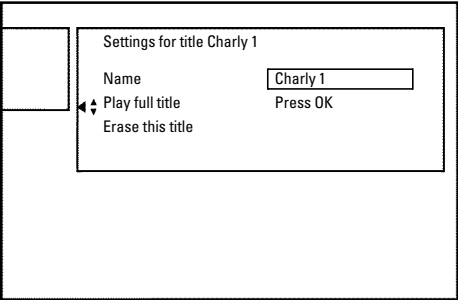 Settings for title Charly 1
Name Charly 1
Play full title Press OK
Erase this title